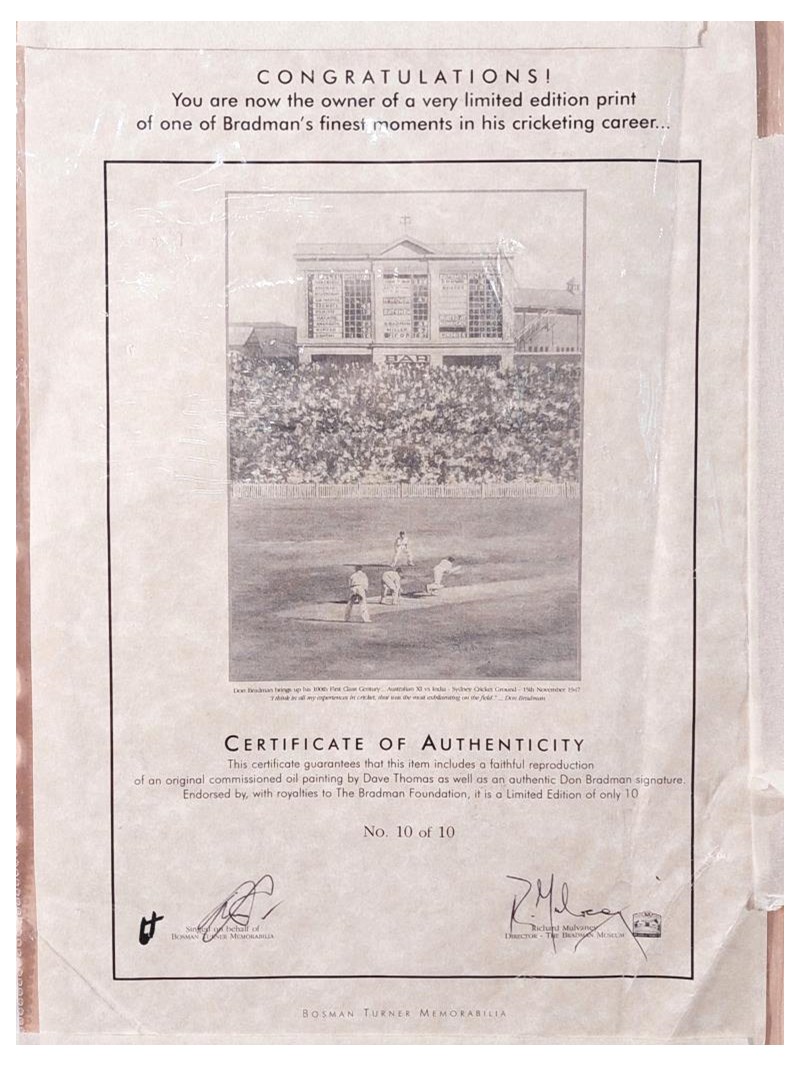 CONGRATULATIONS!
You are now the owner of a very limited edition print
of one of Bradman's finest moments in his cricketing career...
BAR
Don Bradman brings up his 100th First Class Century', Australian XI vs India - Sydney Cricket Ground - 15th November 1947
"I think in all my experiences in cricket, that was the most exhilarating on the field." ... Don Bradman
CERTIFICATE OF AUTHENTICITY
This certificate guarantees that this item includes a faithful reproduction
of an original commissioned oil painting by Dave Thomas as well as an authentic Don Bradman signature.
Endorsed by, with royalties to The Bradman Foundation, it is a Limited Edition of only 10
No. 10 of 10
Signed on behalf of
BOSMAN TURNER MEMORABILIA
R. Mulvaney
Richard Mulvaney
DIRECTOR - THE BRADMAN MUSEUM
BOSMAN TURNER MEMORABILIA